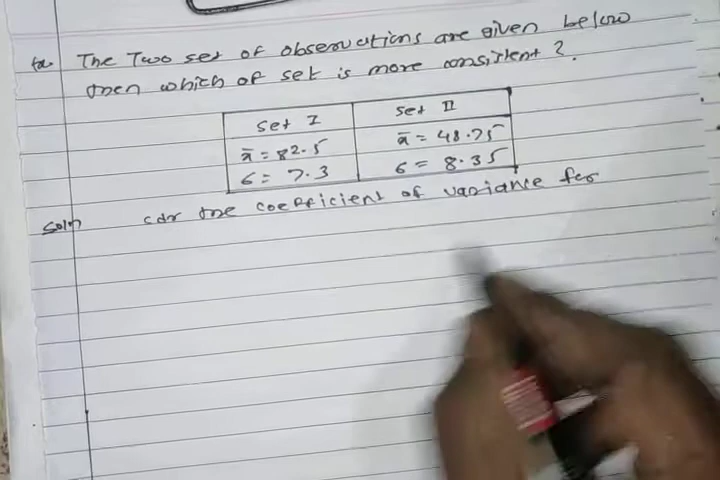 Ex The Two set of observations are given below
then which of set is more consistent ?
Set I Set II
x̄ = 82.5 x̄ = 48.75
σ = 7.3 σ = 8.35
Soln the coefficient of variance for